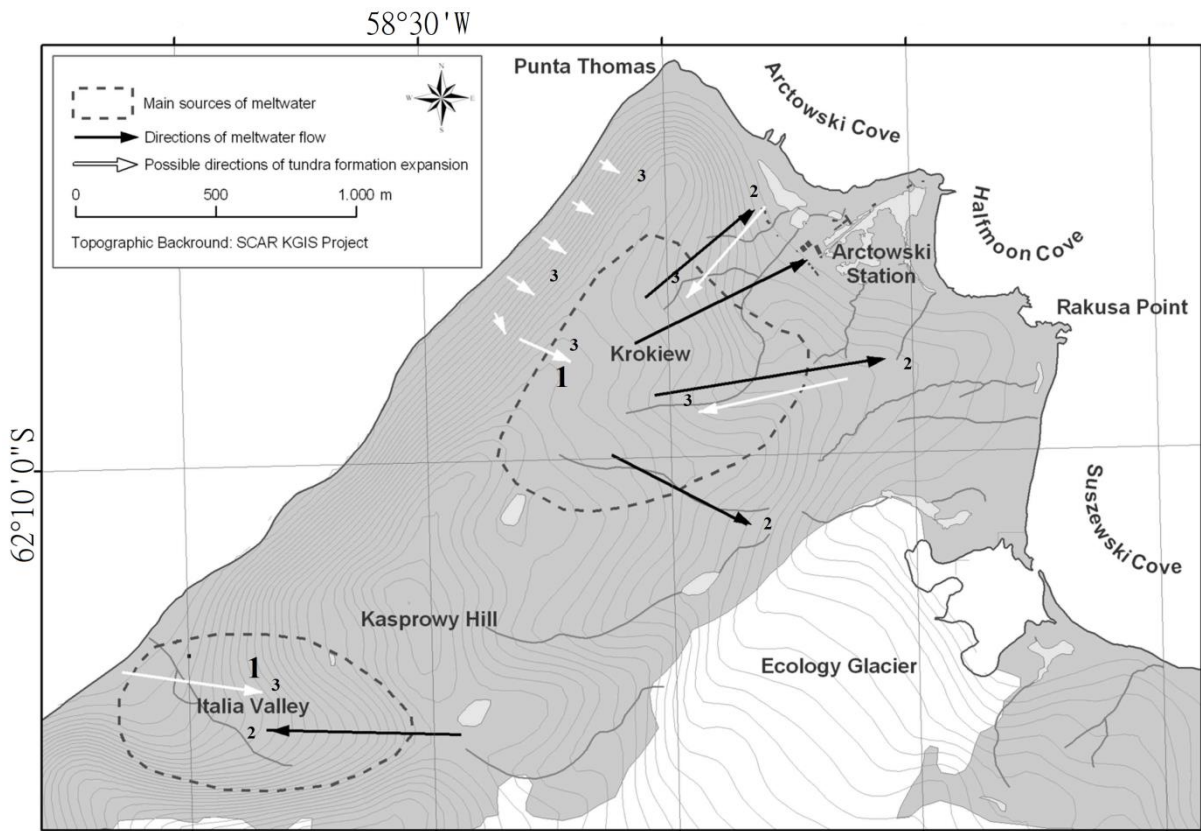 58°30'W
Punta Thomas
Arctowski Cove
N
W E
S
Main sources of meltwater
Directions of meltwater flow
Possible directions of tundra formation expansion
0 500 1.000 m
Topographic Backround: SCAR KGIS Project
3
2
Halfmoon Cove
Arctowski
Station
3
3
Rakusa Point
Krokiew
3
1
2
3
62°10'0"S
2
Suszewski Cove
Kasprowy Hill
Ecology Glacier
1
3
Italia Valley
2